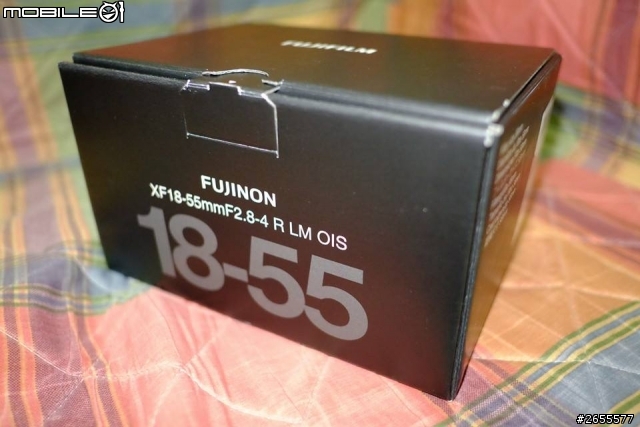 MOBILE01
FUJIFILM
FUJINON
XF18-55mmF2.8-4 R LM OIS
18-55
#2655577